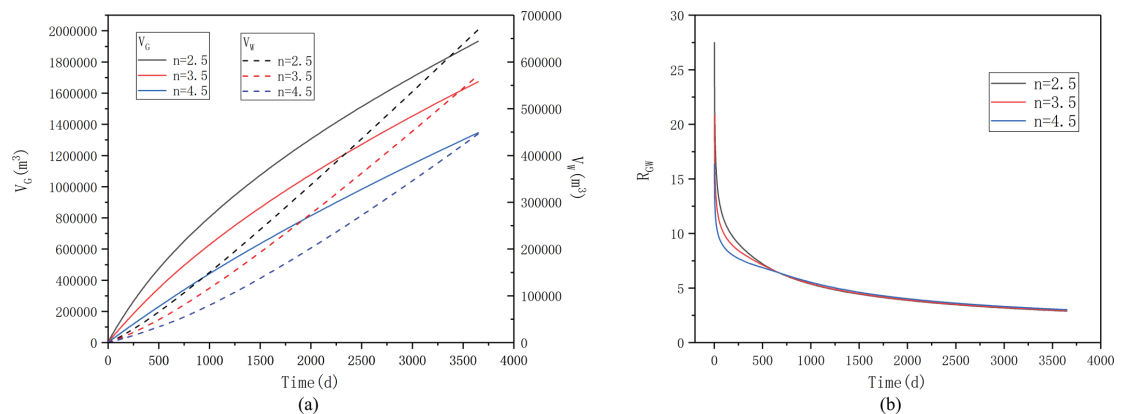 2000000
1800000
1600000
1400000
1200000
1000000
800000
600000
400000
200000
0
V_G(m³)
V_G
n=2.5
n=3.5
n=4.5
V_W
n=2.5
n=3.5
n=4.5
700000
600000
500000
400000
300000
200000
100000
0
V_W(m³)
0 500 1000 1500 2000 2500 3000 3500 4000
Time(d)
(a)
30
25
20
15
10
5
0
R_GW
n=2.5
n=3.5
n=4.5
0 500 1000 1500 2000 2500 3000 3500 4000
Time(d)
(b)